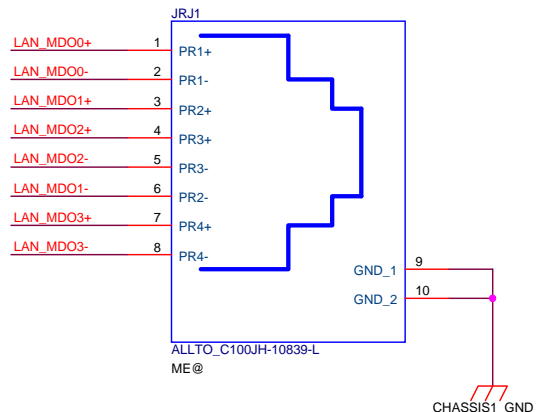 JRJ1
LAN_MDO0+ 1 PR1+
LAN_MDO0- 2 PR1-
LAN_MDO1+ 3 PR2+
LAN_MDO2+ 4 PR3+
LAN_MDO2- 5 PR3-
LAN_MDO1- 6 PR2-
LAN_MDO3+ 7 PR4+
LAN_MDO3- 8 PR4-
GND_1 9
GND_2 10
ALLTO_C100JH-10839-L
ME@
CHASSIS1_GND